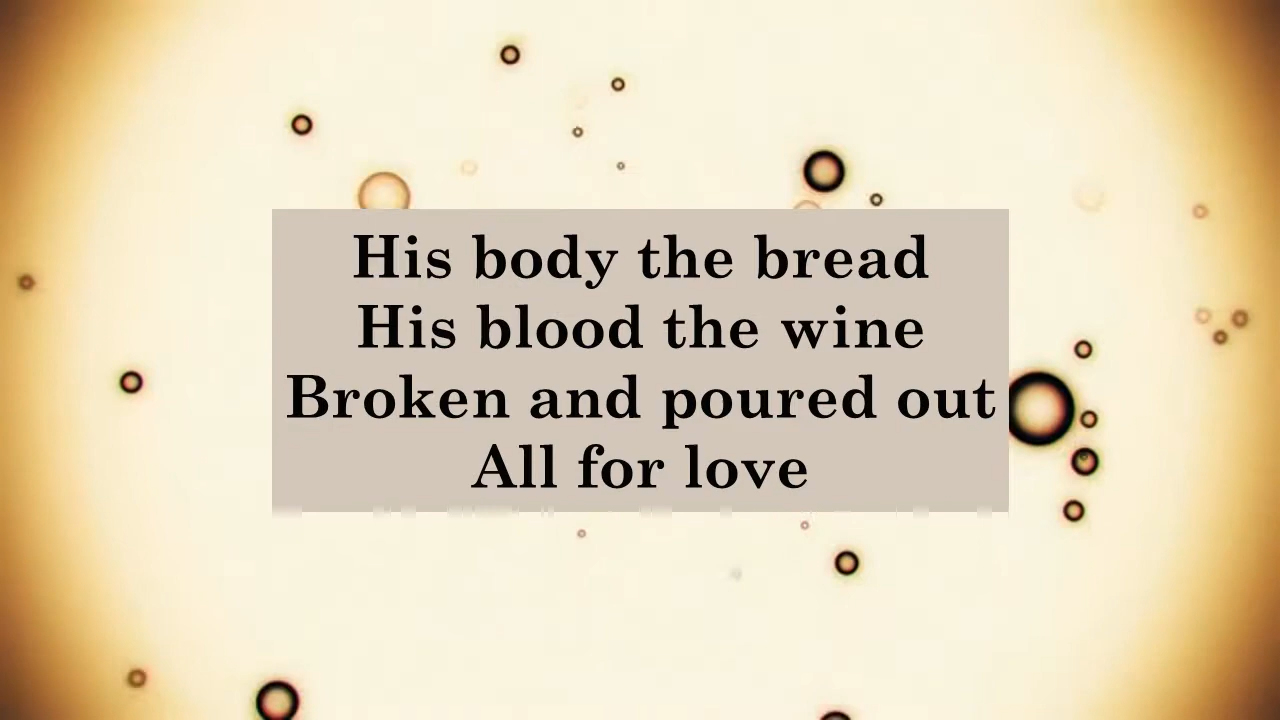 His body the bread
His blood the wine
Broken and poured out
All for love